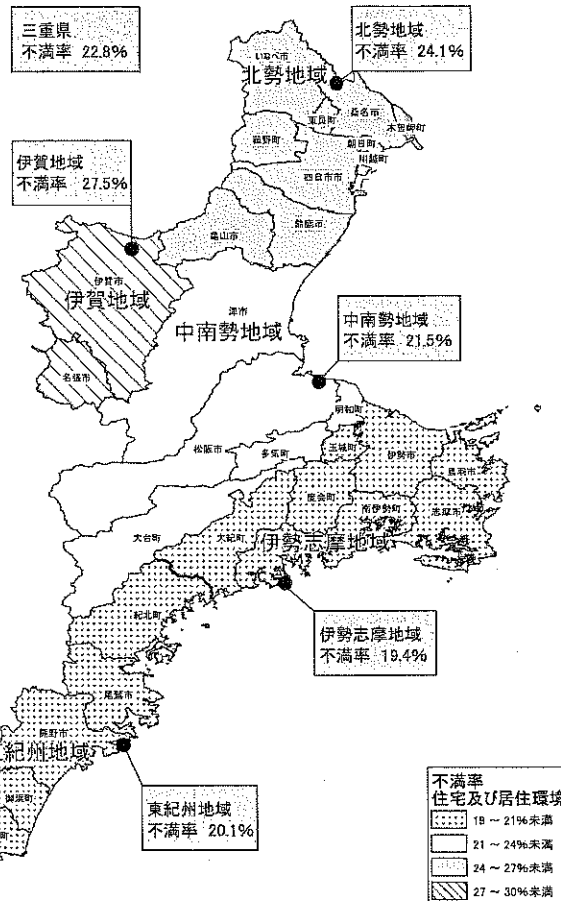 三重県
不満率 22.8%
北勢地域
不満率 24.1%
いなべ市
北勢地域
東員町
桑名市
木曽岬町
菰野町
朝日町
川越町
四日市市
伊賀地域
不満率 27.5%
鈴鹿市
亀山市
伊賀市
伊賀地域
津市
中南勢地域
中南勢地域
不満率 21.5%
名張市
明和町
松阪市
多気町
玉城町
伊勢市
鳥羽市
度会町
南伊勢町
志摩市
大台町
大紀町
伊勢志摩地域
紀北町
伊勢志摩地域
不満率 19.4%
尾鷲市
熊野市
紀州地域
御浜町
町
東紀州地域
不満率 20.1%
不満率
住宅及び居住環境
19 ~ 21%未満
21 ~ 24%未満
24 ~ 27%未満
27 ~ 30%未満